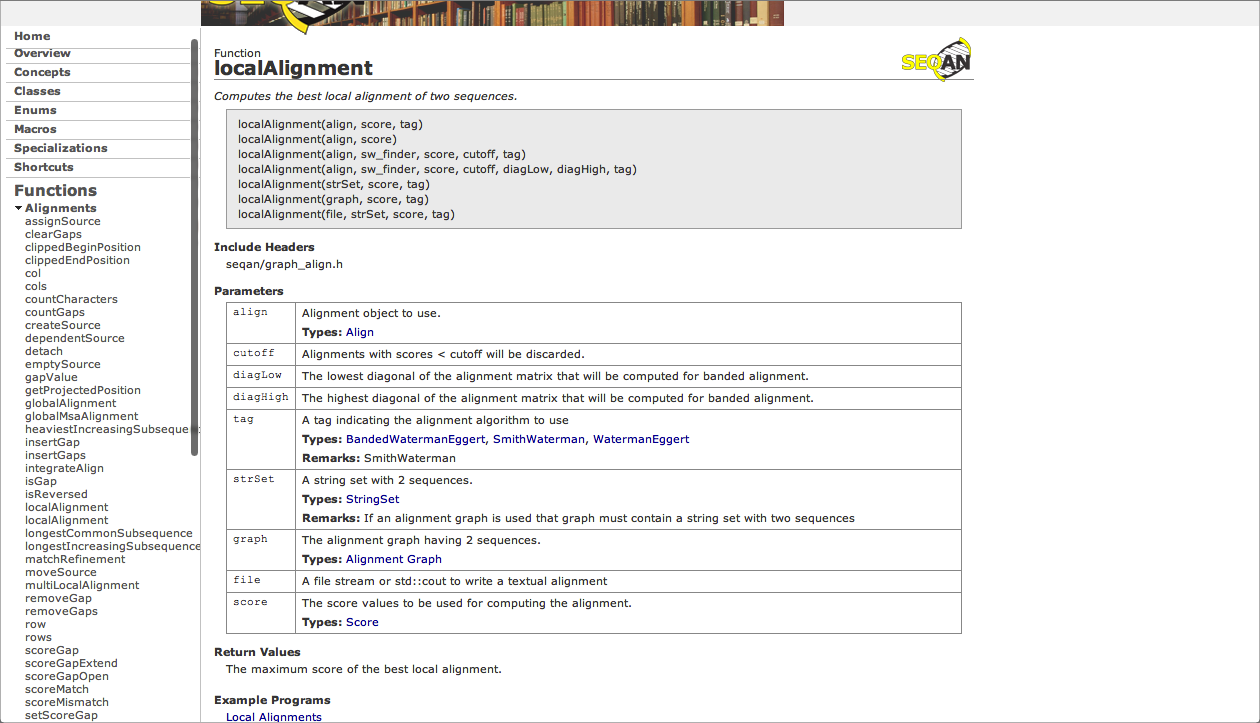 Home
Overview
Concepts
Classes
Enums
Macros
Specializations
Shortcuts
Functions
Alignments
assignSource
clearGaps
clippedBeginPosition
clippedEndPosition
col
cols
countCharacters
countGaps
createSource
dependentSource
detach
emptySource
gapValue
getProjectedPosition
globalAlignment
globalMsaAlignment
heaviestIncreasingSubseque
insertGap
insertGaps
integrateAlign
isGap
isReversed
localAlignment
localAlignment
longestCommonSubsequence
longestIncreasingSubsequence
matchRefinement
moveSource
multiLocalAlignment
removeGap
removeGaps
row
rows
scoreGap
scoreGapExtend
scoreGapOpen
scoreMatch
scoreMismatch
setScoreGap
Function
localAlignment
SEQAN
Computes the best local alignment of two sequences.
localAlignment(align, score, tag)
localAlignment(align, score)
localAlignment(align, sw_finder, score, cutoff, tag)
localAlignment(align, sw_finder, score, cutoff, diagLow, diagHigh, tag)
localAlignment(strSet, score, tag)
localAlignment(graph, score, tag)
localAlignment(file, strSet, score, tag)
Include Headers
seqan/graph_align.h
Parameters
align Alignment object to use.
Types: Align
cutoff Alignments with scores < cutoff will be discarded.
diagLow The lowest diagonal of the alignment matrix that will be computed for banded alignment.
diagHigh The highest diagonal of the alignment matrix that will be computed for banded alignment.
tag A tag indicating the alignment algorithm to use
Types: BandedWatermanEggert, SmithWaterman, WatermanEggert
Remarks: SmithWaterman
strSet A string set with 2 sequences.
Types: StringSet
Remarks: If an alignment graph is used that graph must contain a string set with two sequences
graph The alignment graph having 2 sequences.
Types: Alignment Graph
file A file stream or std::cout to write a textual alignment
score The score values to be used for computing the alignment.
Types: Score
Return Values
The maximum score of the best local alignment.
Example Programs
Local Alignments